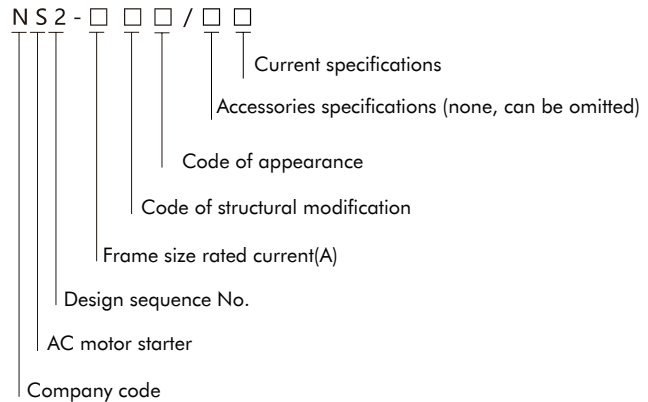 NS2-□□□/□□
Current specifications
Accessories specifications (none, can be omitted)
Code of appearance
Code of structural modification
Frame size rated current(A)
Design sequence No.
AC motor starter
Company code